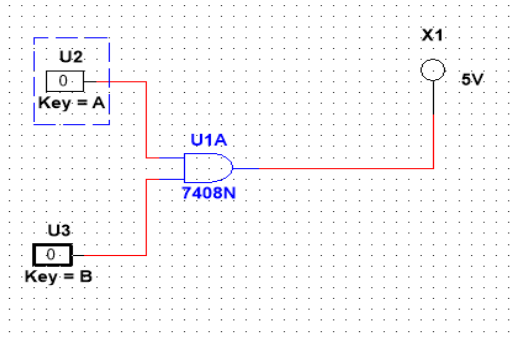 X1
5V
U2
0
Key = A
U1A
7408N
U3
0
Key = B